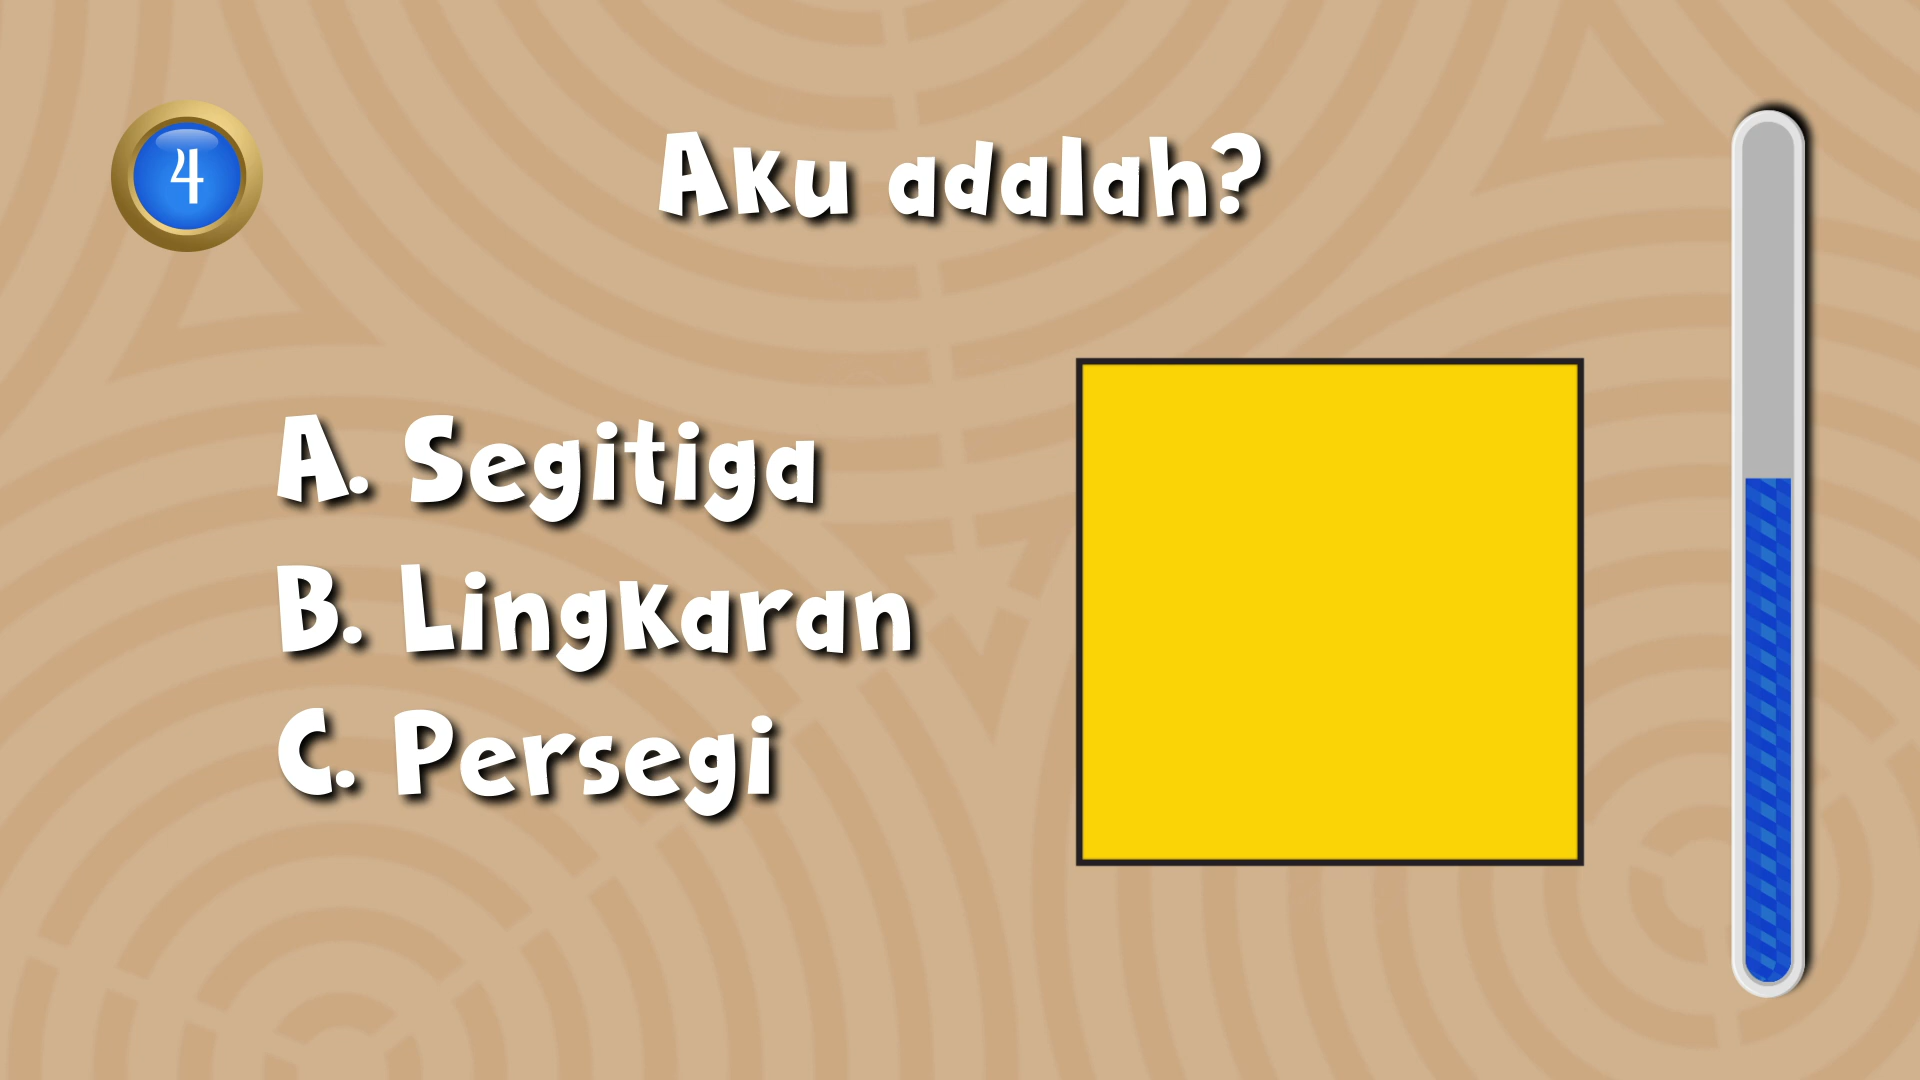 4
Aku adalah?
A. Segitiga
B. Lingkaran
C. Persegi